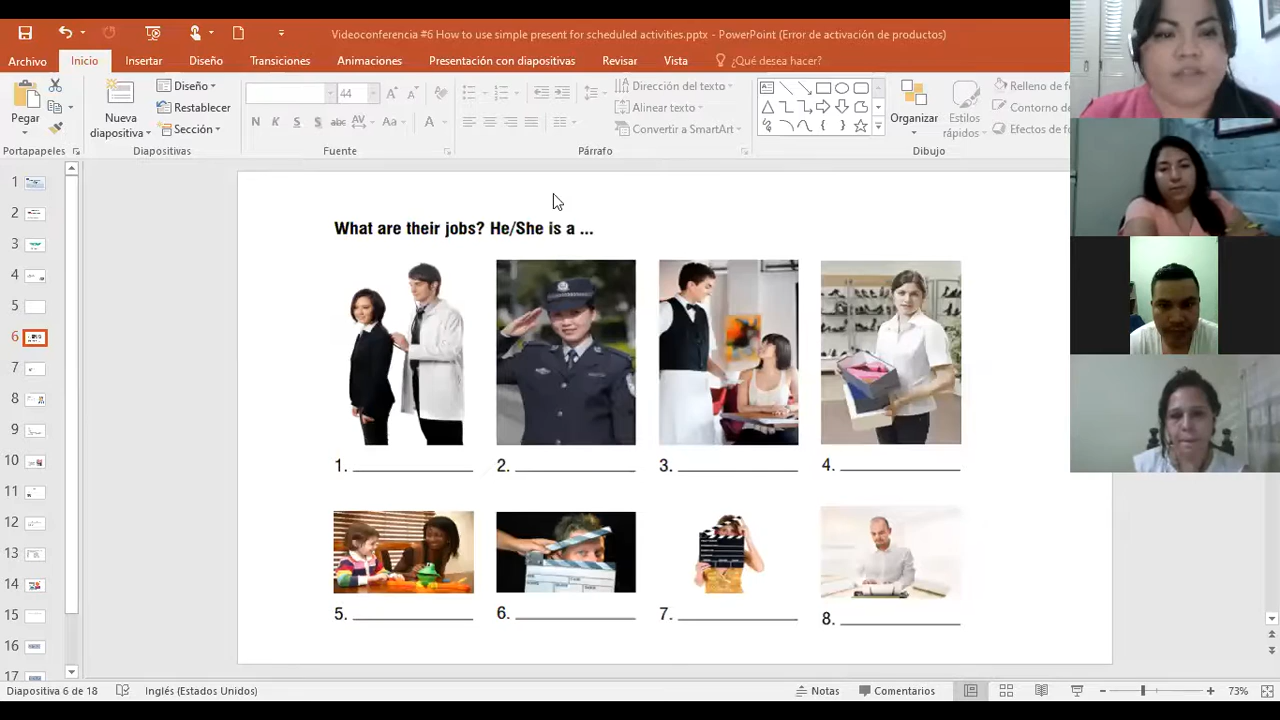 Videoconferencia #6 How to use simple present for scheduled activities.pptx - PowerPoint (Error de activación de productos)
Archivo Inicio Insertar Diseño Transiciones Animaciones Presentación con diapositivas Revisar Vista ¿Qué desea hacer?
Pegar
Nueva diapositiva
Diseño
Restablecer
Sección
44
N K S S abc AV Aa A
Dirección del texto
Alinear texto
Convertir a SmartArt
Organizar
Estilos rápidos
Relleno de
Contorno de
Efectos de
Portapapeles Diapositivas Fuente Párrafo Dibujo
1
2
3
4
5
6
7
8
9
10
11
12
13
14
15
16
17
What are their jobs? He/She is a ...
1. 2. 3. 4.
5. 6. 7. 8.
Diapositiva 6 de 18 Inglés (Estados Unidos) Notas Comentarios 73%